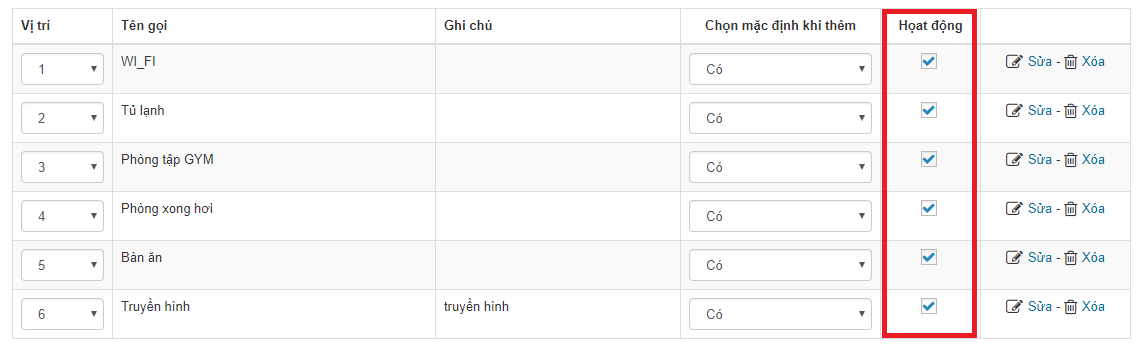 Vị trí Tên gọi Ghi chú Chọn mặc định khi thêm Họat động
1 WI_FI Có Sửa - Xóa
2 Tủ lạnh Có Sửa - Xóa
3 Phòng tập GYM Có Sửa - Xóa
4 Phòng xong hơi Có Sửa - Xóa
5 Bàn ăn Có Sửa - Xóa
6 Truyền hình truyền hình Có Sửa - Xóa